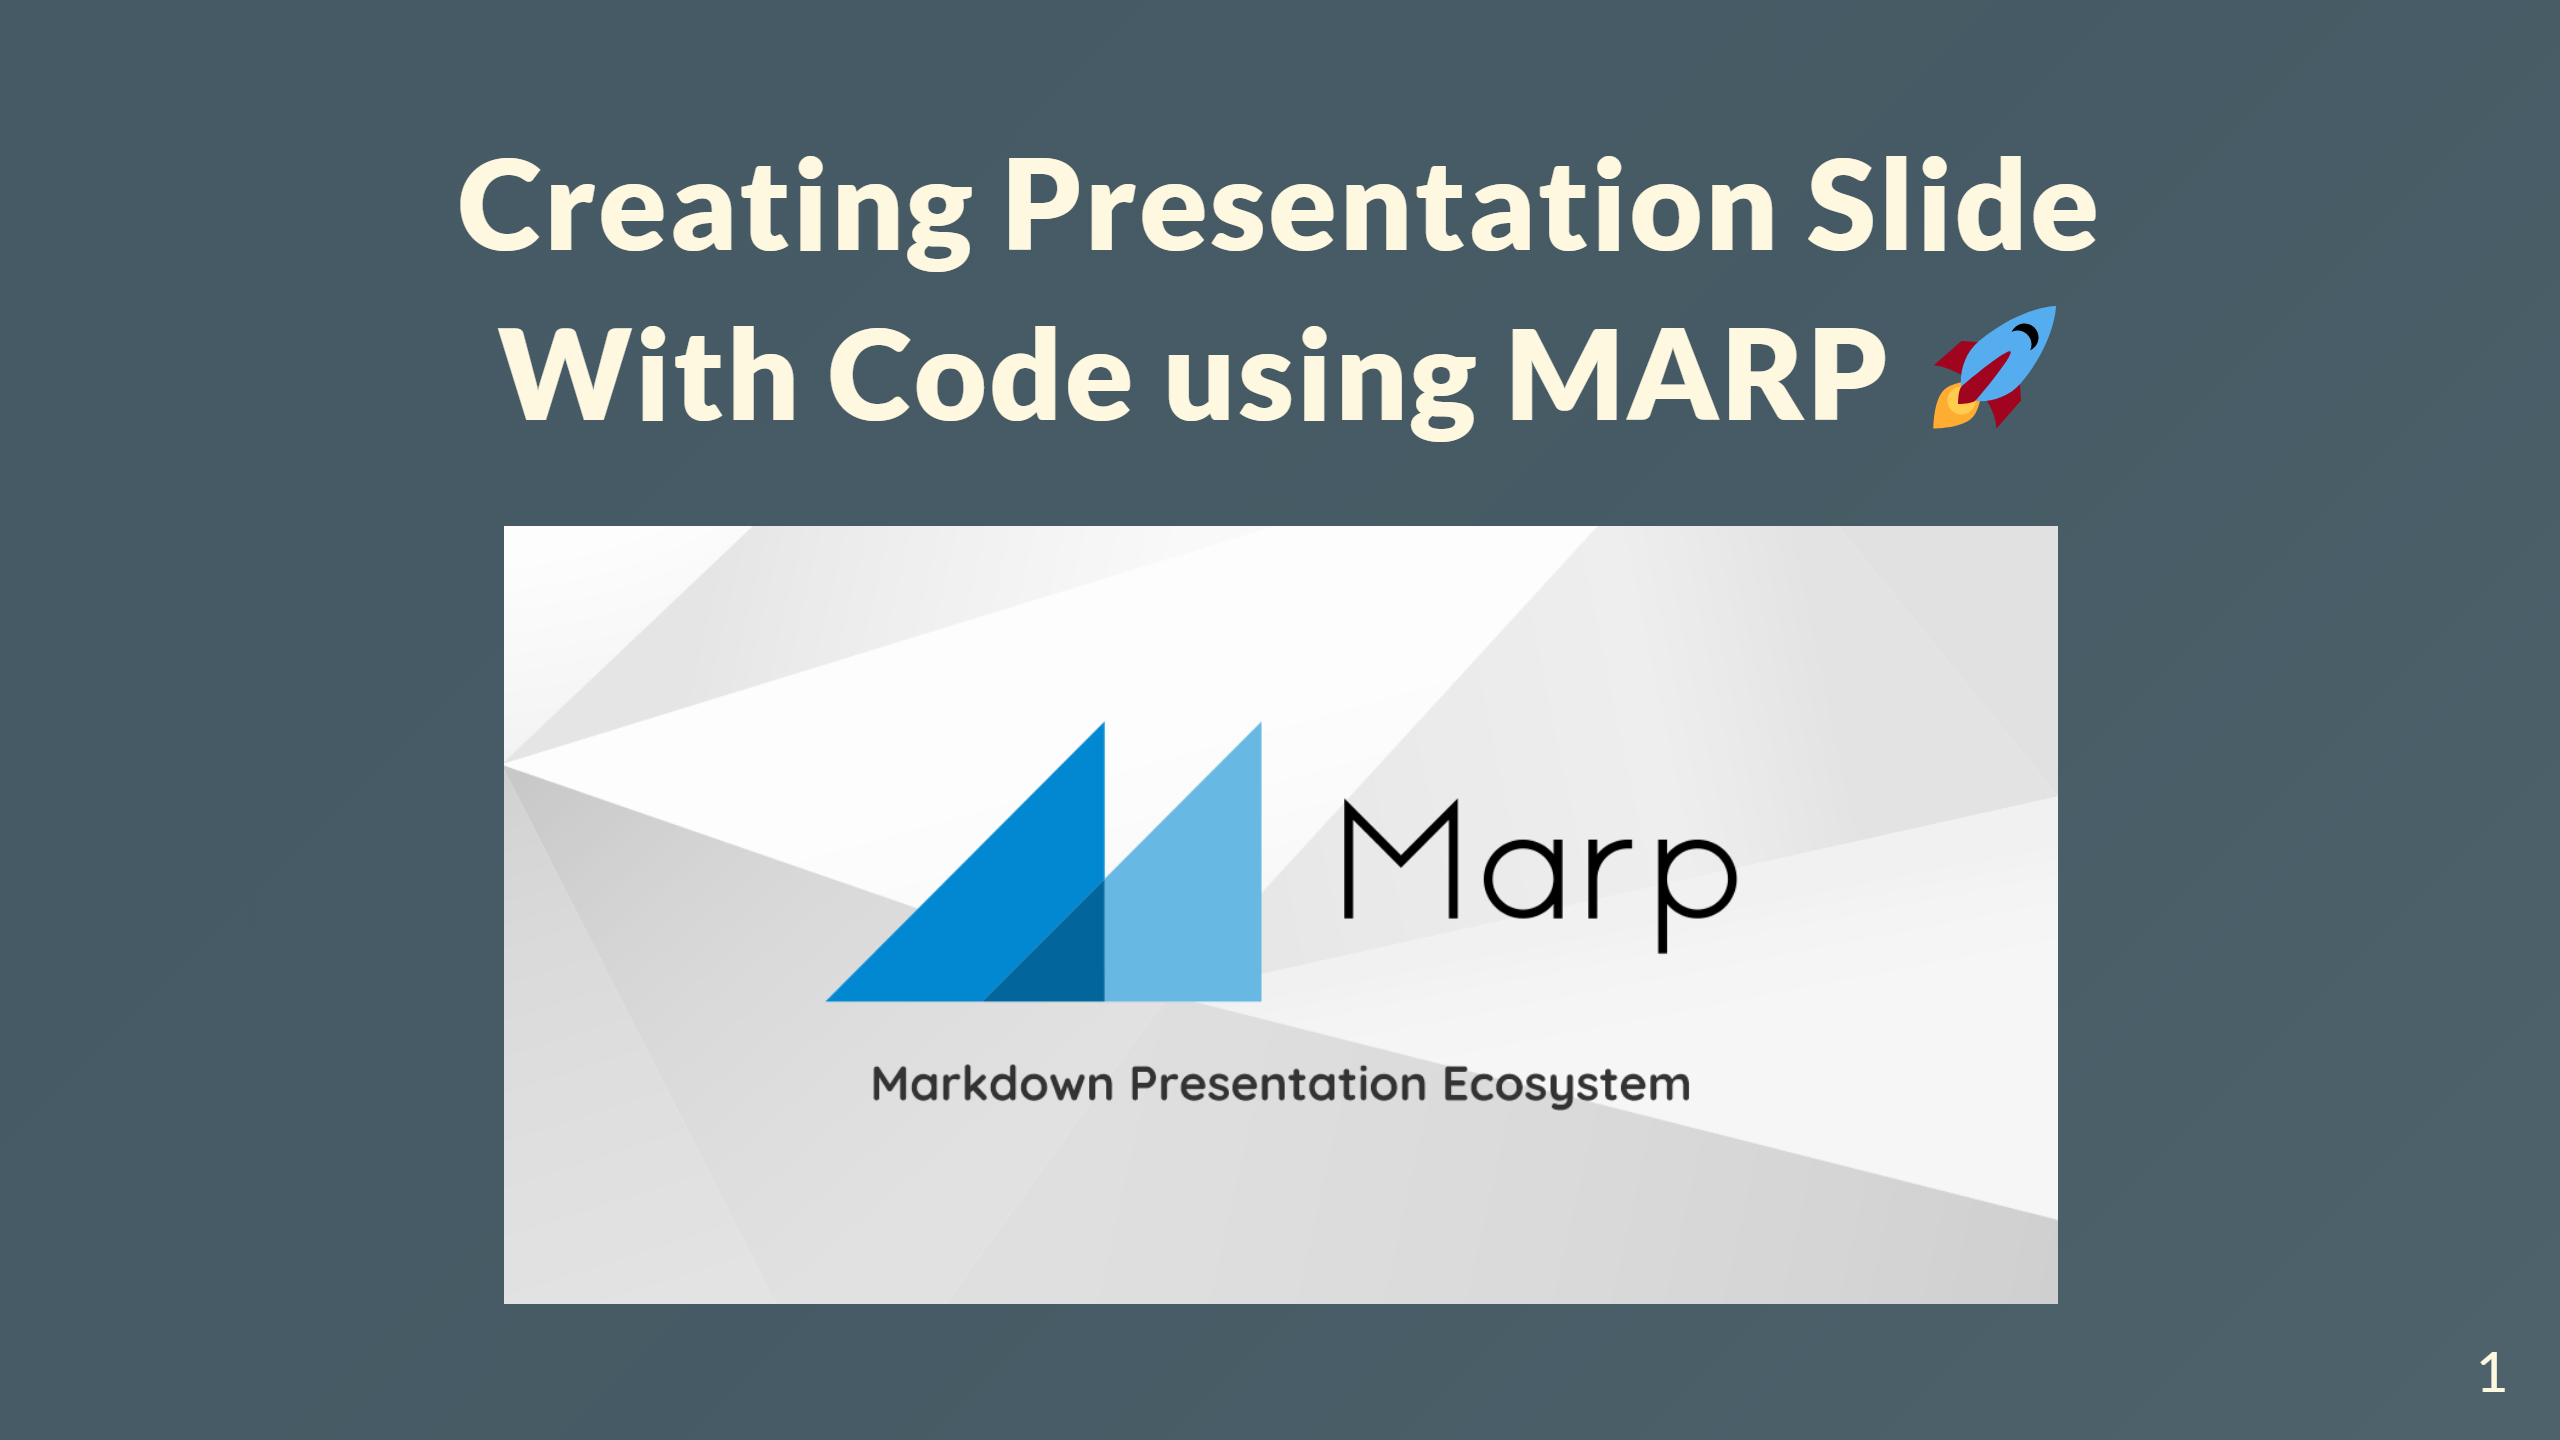 Creating Presentation Slide
With Code using MARP 🚀
Marp
Markdown Presentation Ecosystem
1